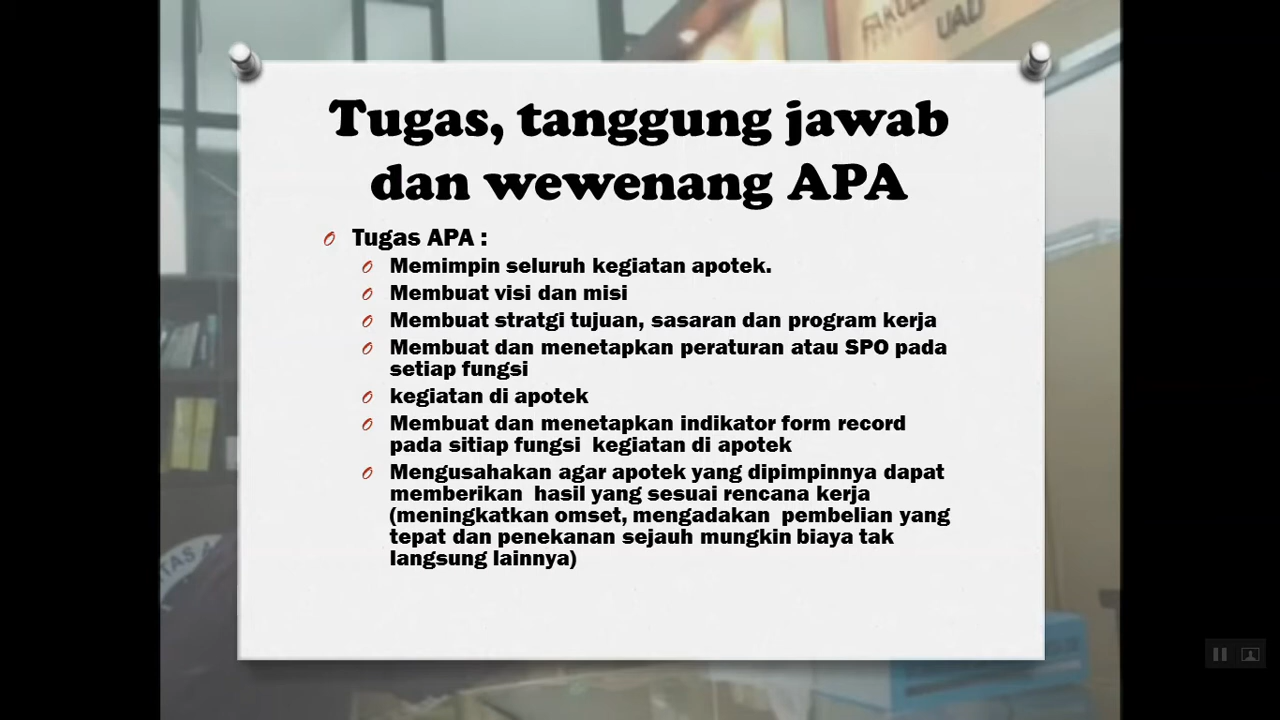 FAKUL
UAD
Tugas, tanggung jawab
dan wewenang APA
Tugas APA :
Memimpin seluruh kegiatan apotek.
Membuat visi dan misi
Membuat stratgi tujuan, sasaran dan program kerja
Membuat dan menetapkan peraturan atau SPO pada
setiap fungsi
kegiatan di apotek
Membuat dan menetapkan indikator form record
pada sitiap fungsi kegiatan di apotek
Mengusahakan agar apotek yang dipimpinnya dapat
memberikan hasil yang sesuai rencana kerja
(meningkatkan omset, mengadakan pembelian yang
tepat dan penekanan sejauh mungkin biaya tak
langsung lainnya)
ITAS